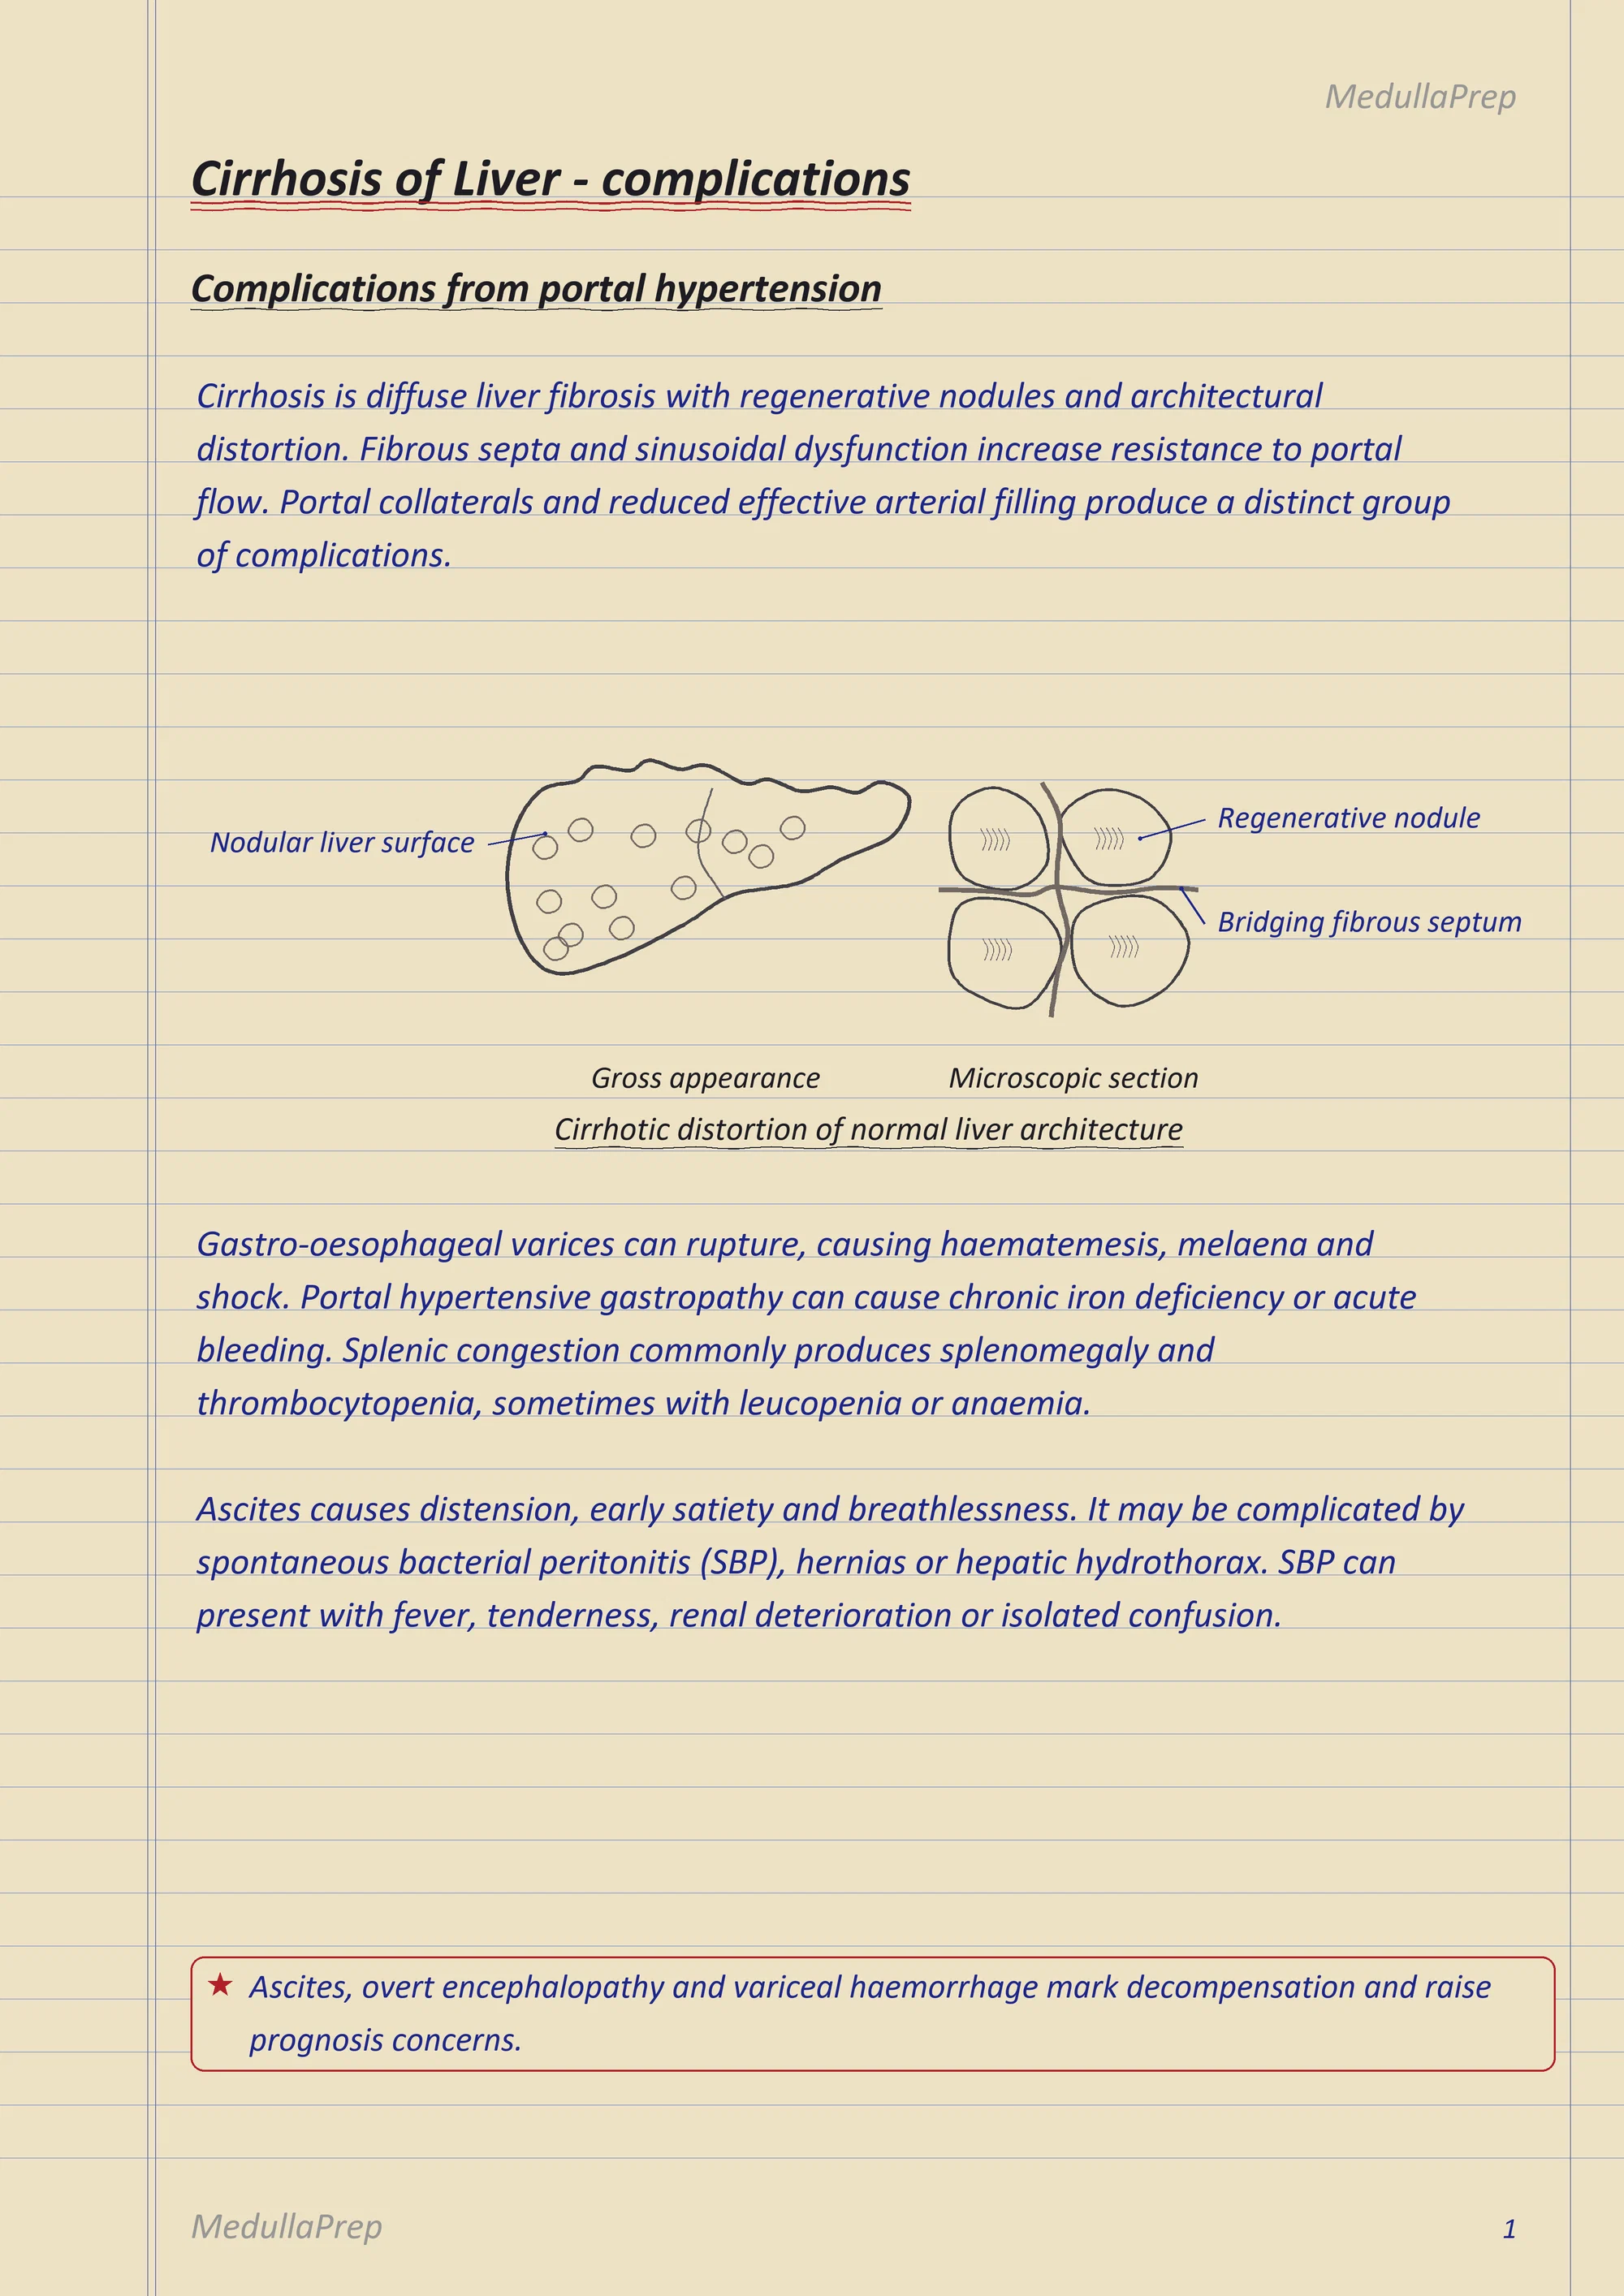 MedullaPrep
Cirrhosis of Liver - complications
Complications from portal hypertension
Cirrhosis is diffuse liver fibrosis with regenerative nodules and architectural
distortion. Fibrous septa and sinusoidal dysfunction increase resistance to portal
flow. Portal collaterals and reduced effective arterial filling produce a distinct group
of complications.
Nodular liver surface
Regenerative nodule
Bridging fibrous septum
Gross appearance
Microscopic section
Cirrhotic distortion of normal liver architecture
Gastro-oesophageal varices can rupture, causing haematemesis, melaena and
shock. Portal hypertensive gastropathy can cause chronic iron deficiency or acute
bleeding. Splenic congestion commonly produces splenomegaly and
thrombocytopenia, sometimes with leucopenia or anaemia.
Ascites causes distension, early satiety and breathlessness. It may be complicated by
spontaneous bacterial peritonitis (SBP), hernias or hepatic hydrothorax. SBP can
present with fever, tenderness, renal deterioration or isolated confusion.
★ Ascites, overt encephalopathy and variceal haemorrhage mark decompensation and raise
prognosis concerns.
MedullaPrep
1